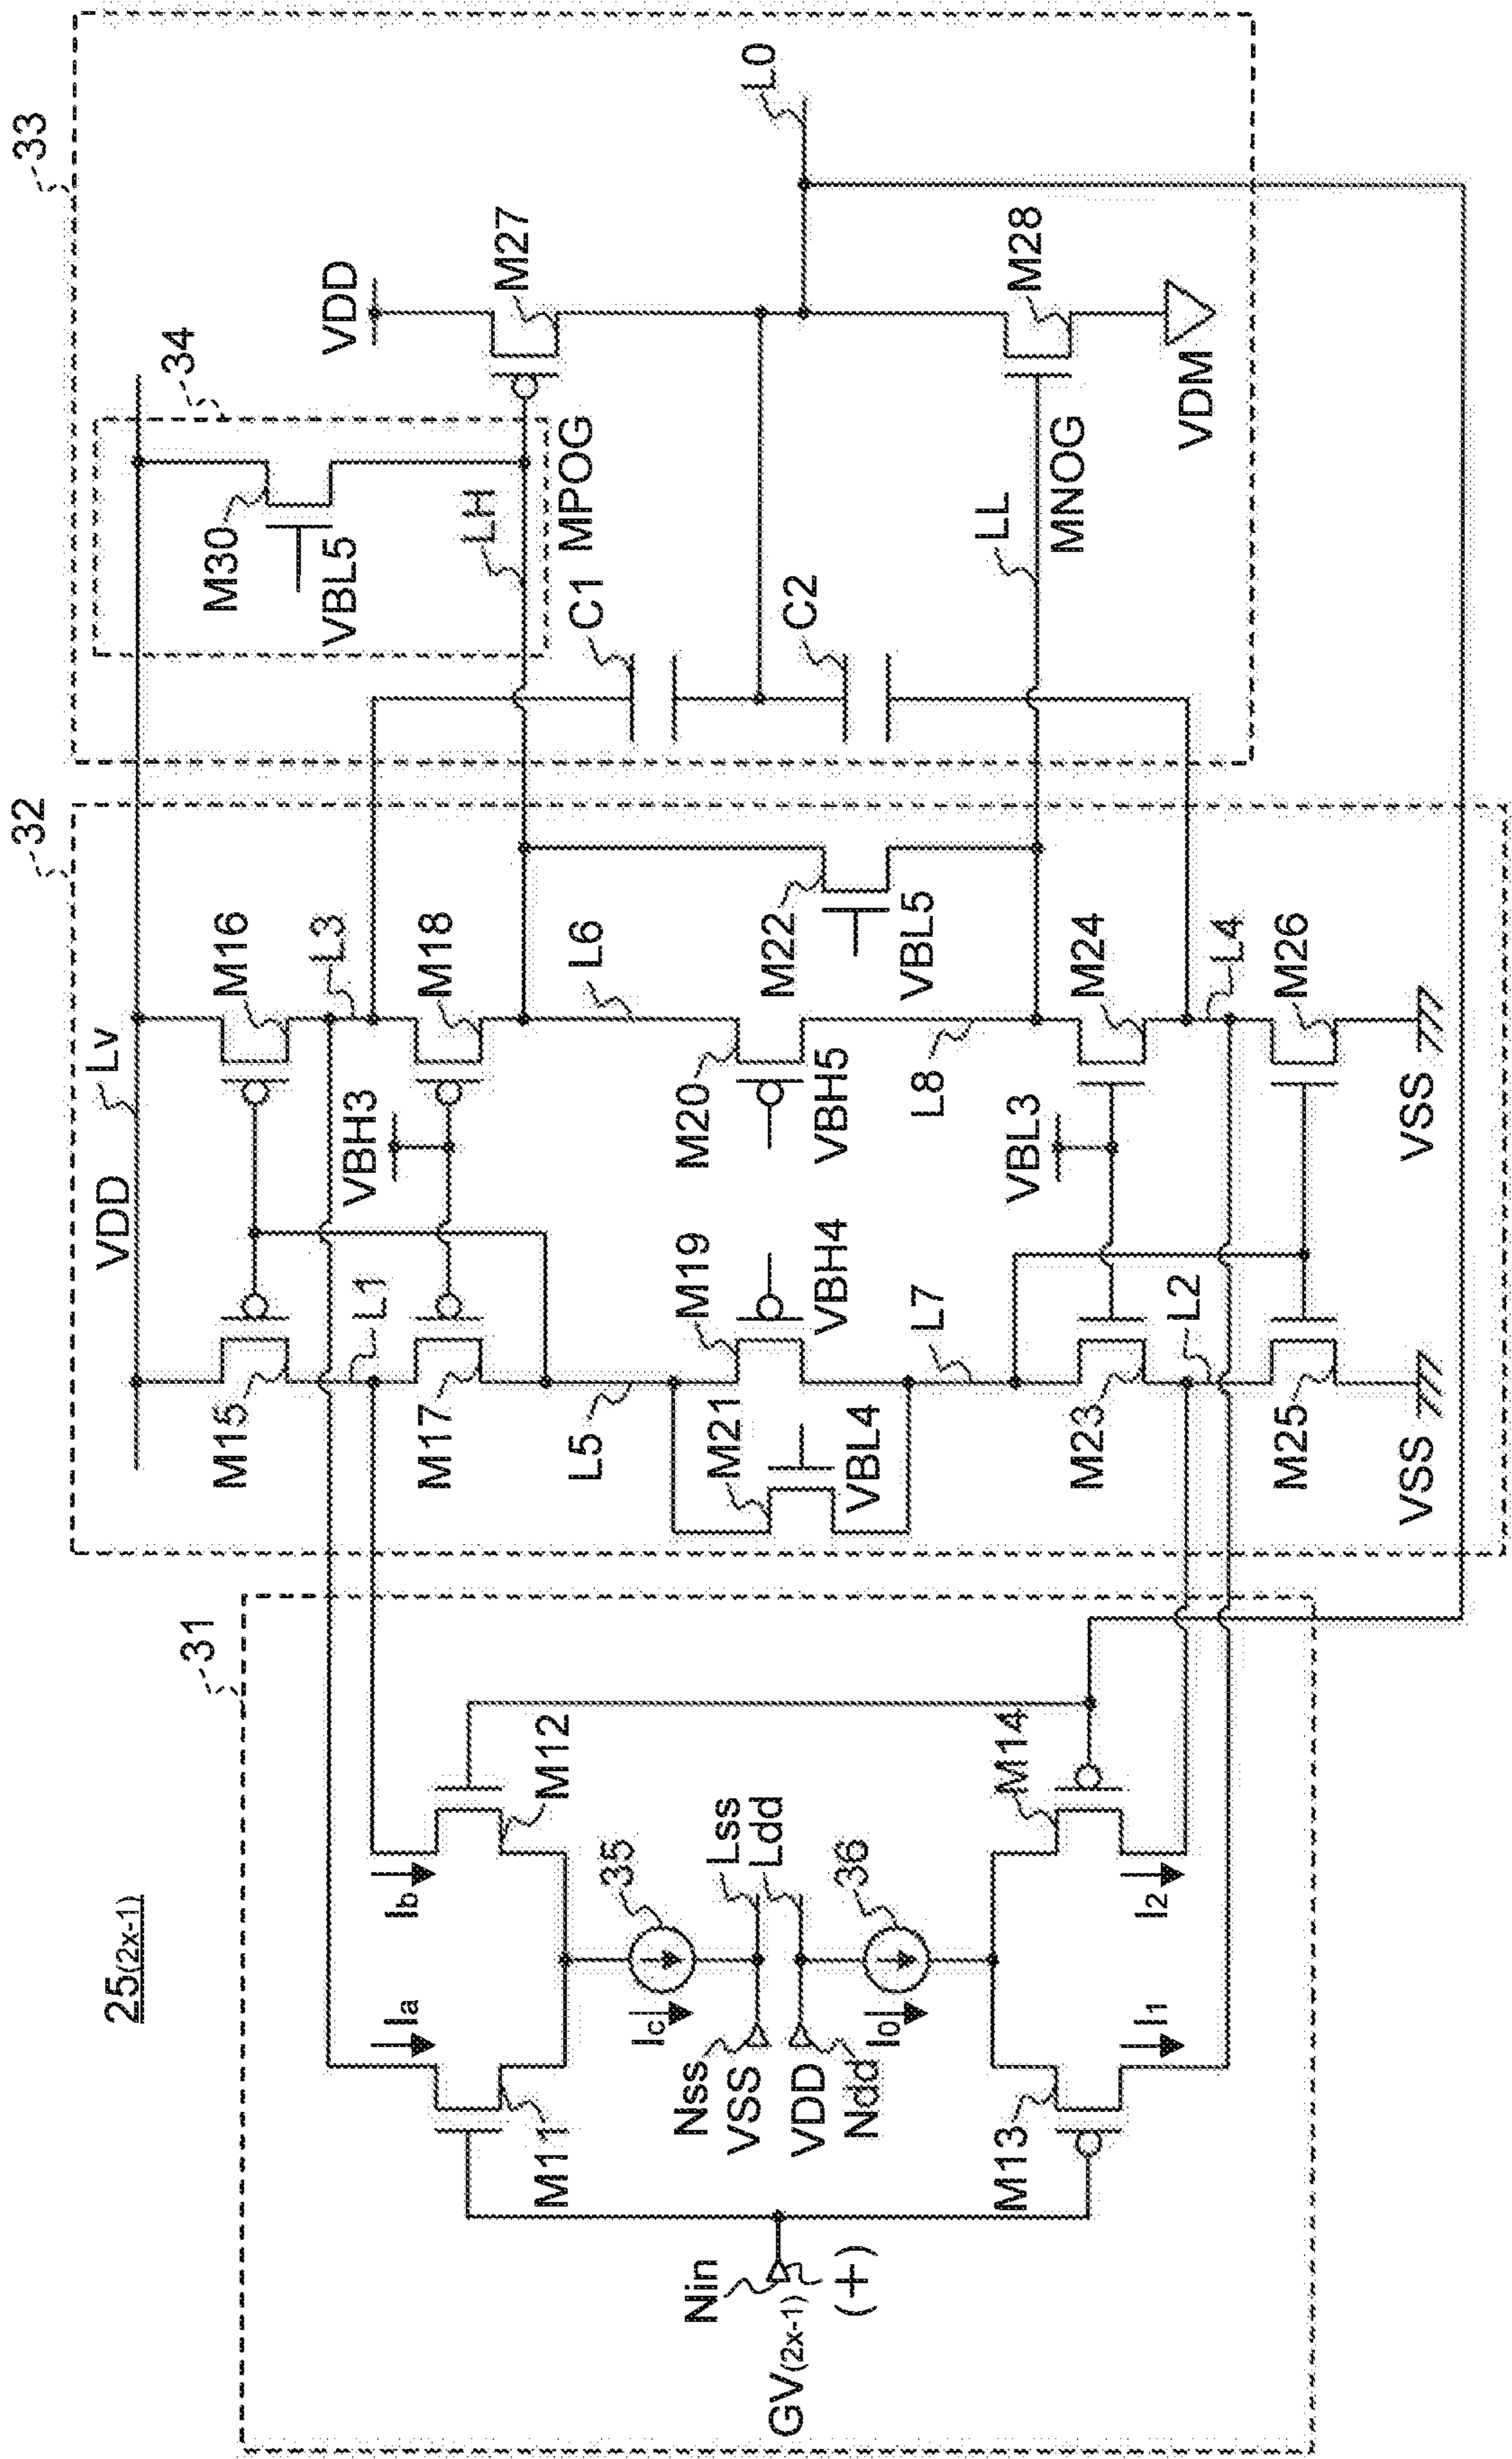 25(2x-1)
31
32
33
34
Nin
GV(2x-1)
(+)
M11
M12
M13
M14
Ia
Ib
Ic
I0
I1
I2
35
36
Nss
VSS
VDD
Ndd
Lss
Ldd
VDD
Lv
M15
M16
L1
L3
M17
M18
VBH3
L5
L6
M19
M20
VBH4
VBH5
M21
M22
VBL4
VBL5
L7
L8
VBL3
M23
M24
L2
L4
M25
M26
VSS
VSS
M30
VBL5
LH
MPOG
C1
C2
LL
MNOG
VDD
M27
M28
VDM
L0